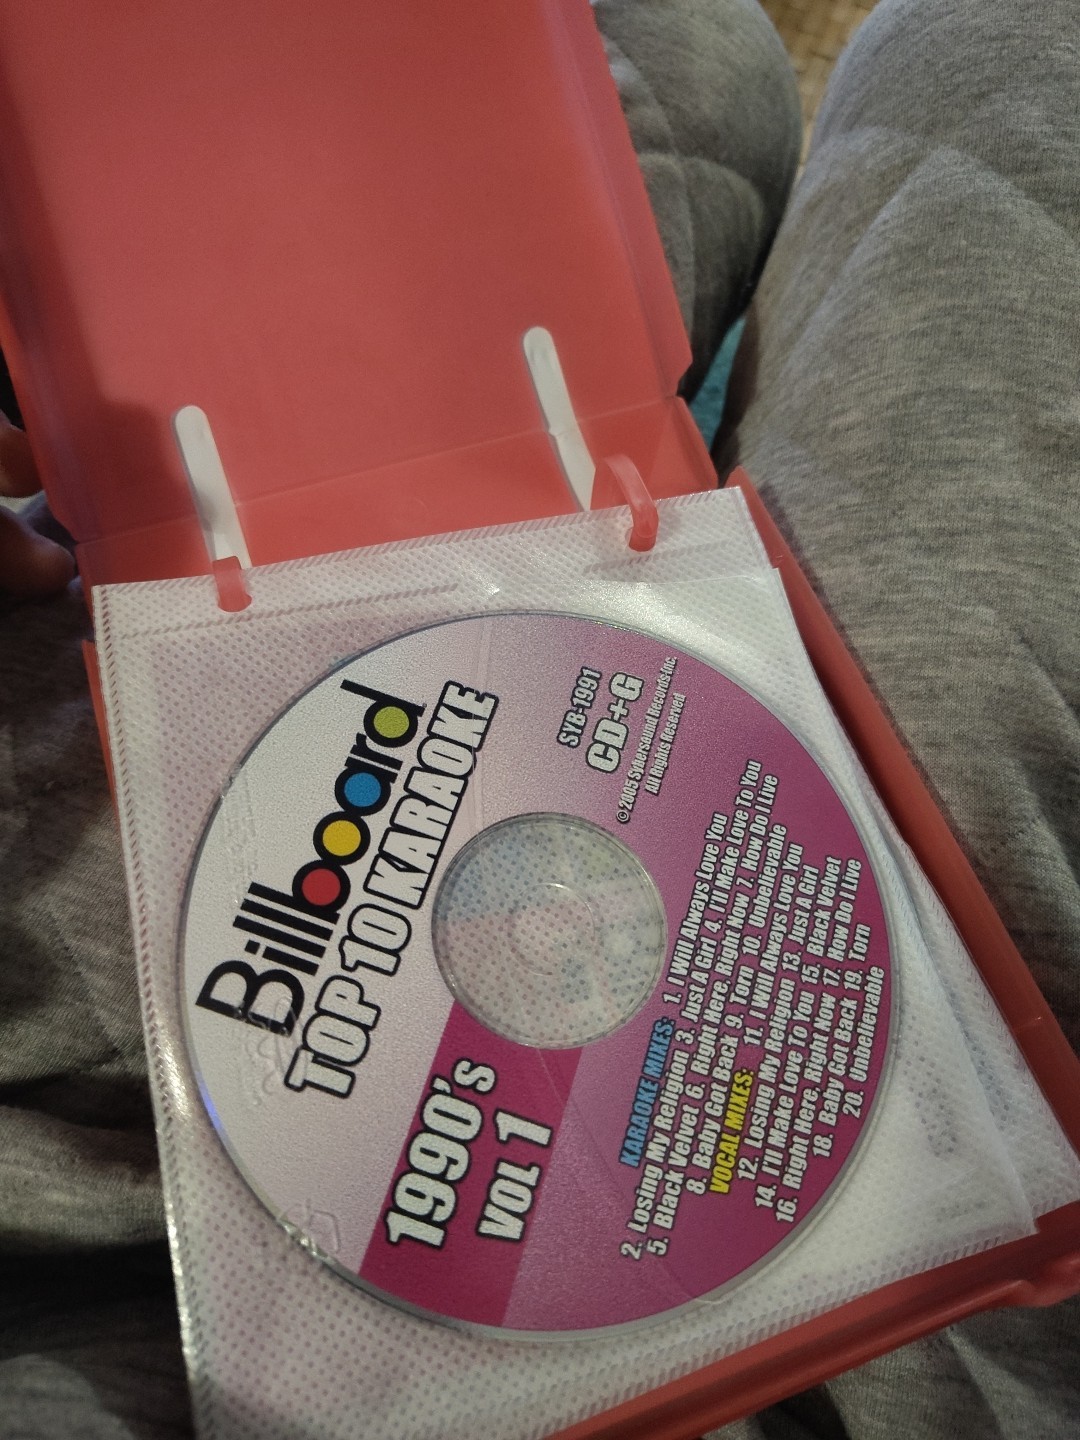 Billboard
TOP 10 KARAOKE
1990's
VOL 1
SYB-1991
CD+G
©2005 Sybersound Records Inc.
All Rights Reserved
KARAOKE MIXES: 1. I Will Always Love You
2. Losing My Religion 3. Just A Girl 4. I'll Make Love To You
5. Black Velvet 6. Right Here, Right Now 7. How Do I Live
8. Baby Got Back 9. Torn 10. Unbelievable
VOCAL MIXES: 11. I Will Always Love You
12. Losing My Religion 13. Just A Girl
14. I'll Make Love To You 15. Black Velvet
16. Right Here, Right Now 17. How Do I Live
18. Baby Got Back 19. Torn
20. Unbelievable